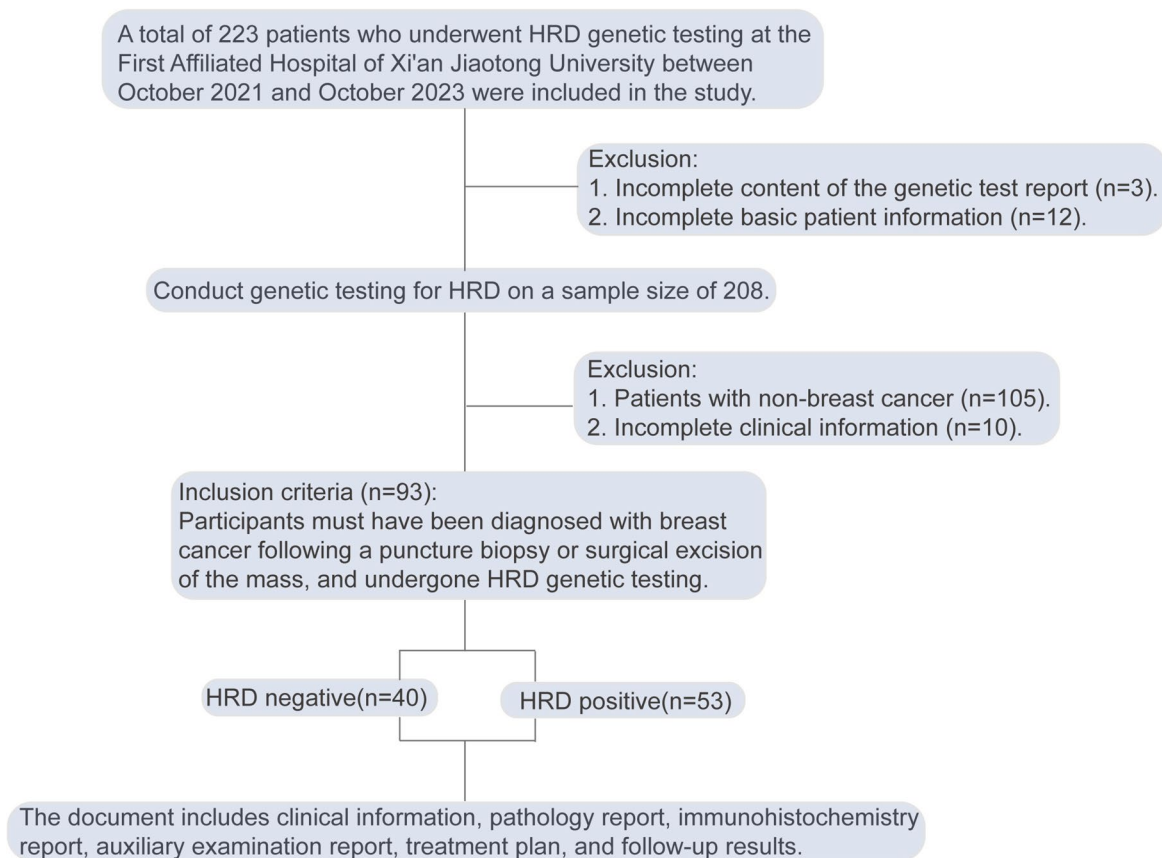 A total of 223 patients who underwent HRD genetic testing at the
First Affiliated Hospital of Xi'an Jiaotong University between
October 2021 and October 2023 were included in the study.
Exclusion:
1. Incomplete content of the genetic test report (n=3).
2. Incomplete basic patient information (n=12).
Conduct genetic testing for HRD on a sample size of 208.
Exclusion:
1. Patients with non-breast cancer (n=105).
2. Incomplete clinical information (n=10).
Inclusion criteria (n=93):
Participants must have been diagnosed with breast
cancer following a puncture biopsy or surgical excision
of the mass, and undergone HRD genetic testing.
HRD negative(n=40)
HRD positive(n=53)
The document includes clinical information, pathology report, immunohistochemistry
report, auxiliary examination report, treatment plan, and follow-up results.